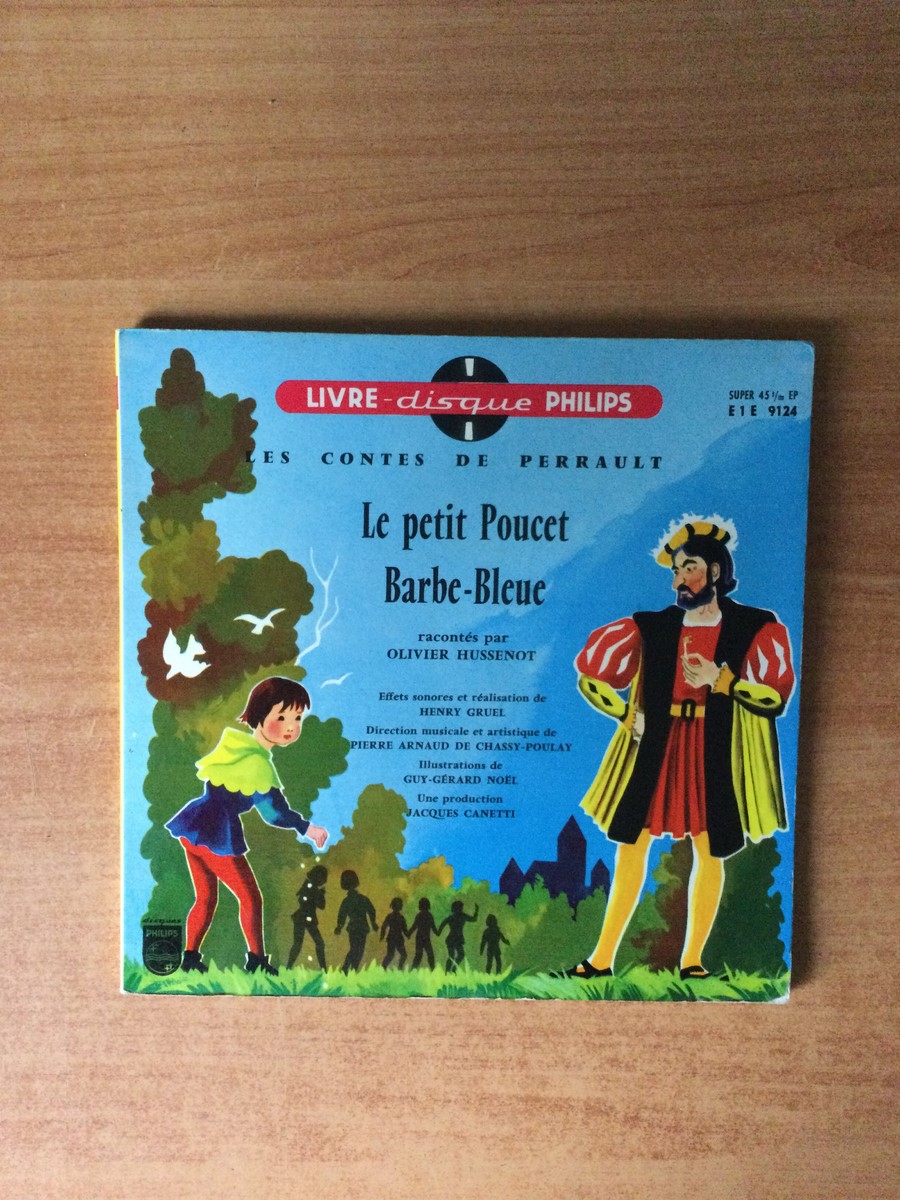 LIVRE-disque PHILIPS
SUPER 45 t/m EP
E 1 E 9124
LES CONTES DE PERRAULT
Le petit Poucet
Barbe-Bleue
racontés par
OLIVIER HUSSENOT
Effets sonores et réalisation de
HENRY GRUEL
Direction musicale et artistique de
PIERRE ARNAUD DE CHASSY-POULAY
Illustrations de
GUY-GÉRARD NOËL
Une production
JACQUES CANETTI
disques
PHILIPS